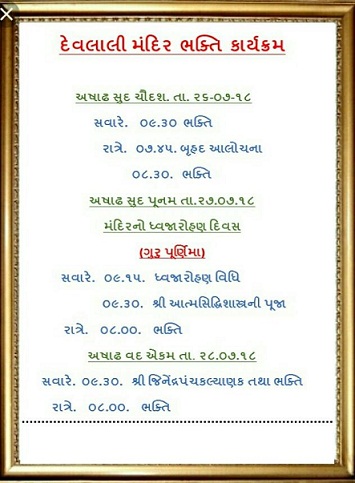 દેવલાલી મંદિર ભક્તિ કાર્યક્રમ
અષાઢ સુદ ચૌદશ. તા. ૨૬-૦૭-૧૮
સવારે. ૦૯.૩૦ ભક્તિ
રાત્રે. ૦૭.૪૫. બૃહદ આલોચના
૦૮.૩૦. ભક્તિ
અષાઢ સુદ પૂનમ તા.૨૭.૦૭.૧૮
મંદિરનો ધ્વજારોહણ દિવસ
(ગુરુ પૂર્ણિમા)
સવારે. ૦૯.૧૫. ધ્વજારોહણ વિધિ
૦૯.૩૦. શ્રી આત્મસિદ્ધિશાસ્ત્રની પૂજા
રાત્રે. ૦૮.૦૦. ભક્તિ
અષાઢ વદ એકમ તા. ૨૮.૦૭.૧૮
સવારે. ૦૯.૩૦. શ્રી જિનેંદ્રપંચકલ્યાણક તથા ભક્તિ
રાત્રે. ૦૮.૦૦. ભક્તિ